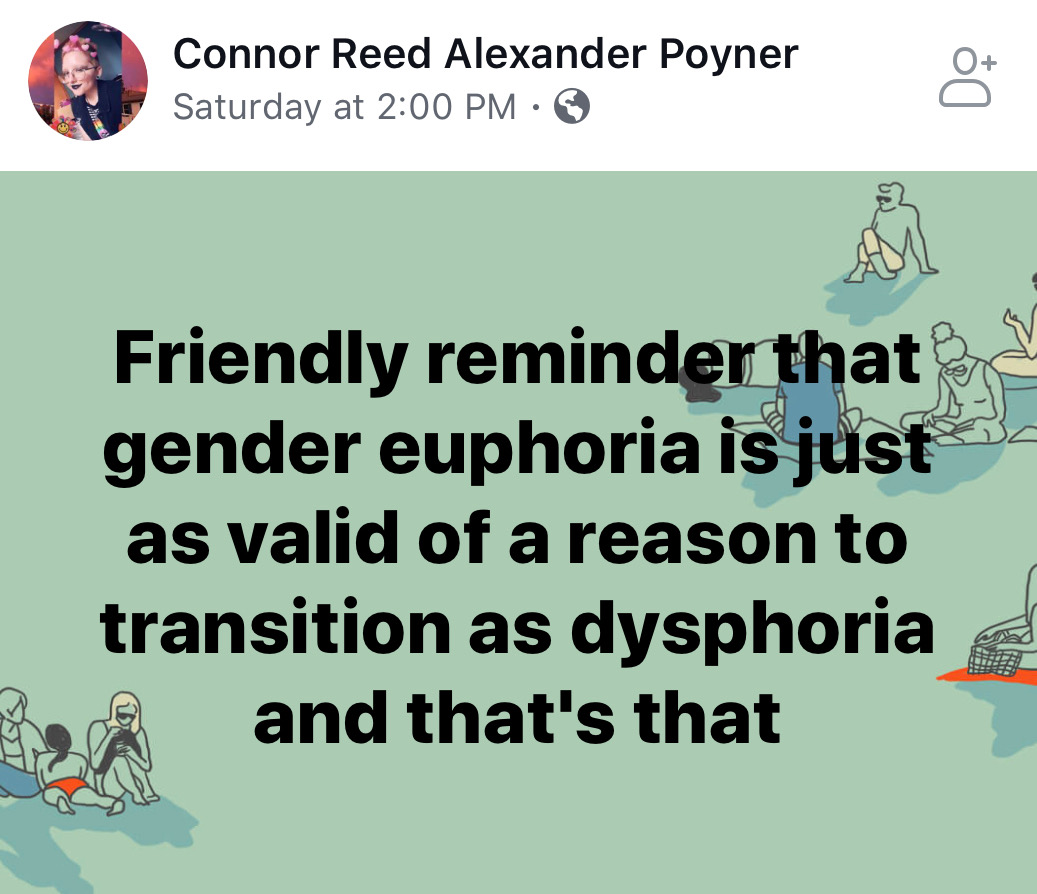 Connor Reed Alexander Poyner
Saturday at 2:00 PM ·
Friendly reminder that
gender euphoria is just
as valid of a reason to
transition as dysphoria
and that's that